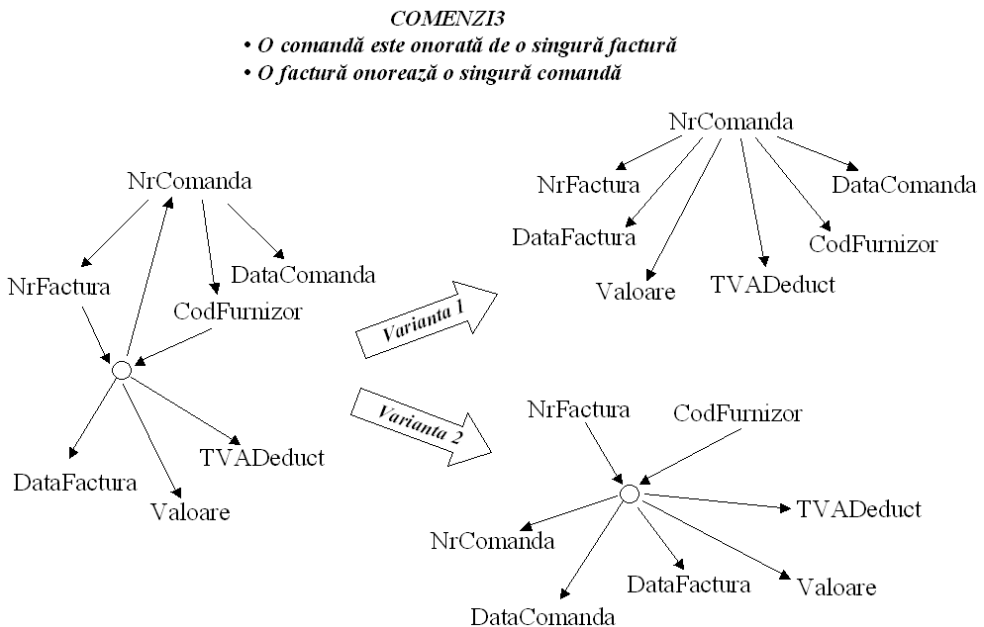 COMENZI3
• O comandă este onorată de o singură factură
• O factură onorează o singură comandă
NrComanda
NrFactura
CodFurnizor
DataComanda
DataFactura
Valoare
TVADeduct
Varianta 1
Varianta 2
NrComanda
NrFactura
DataFactura
Valoare
TVADeduct
CodFurnizor
DataComanda
NrFactura
CodFurnizor
NrComanda
DataComanda
DataFactura
Valoare
TVADeduct